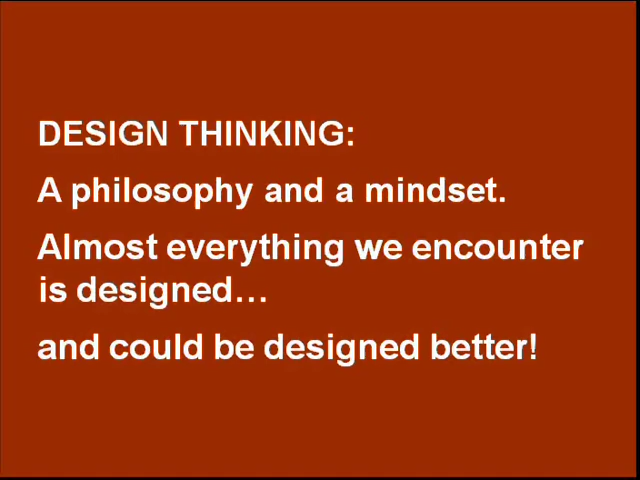 DESIGN THINKING:
A philosophy and a mindset.
Almost everything we encounter
is designed…
and could be designed better!